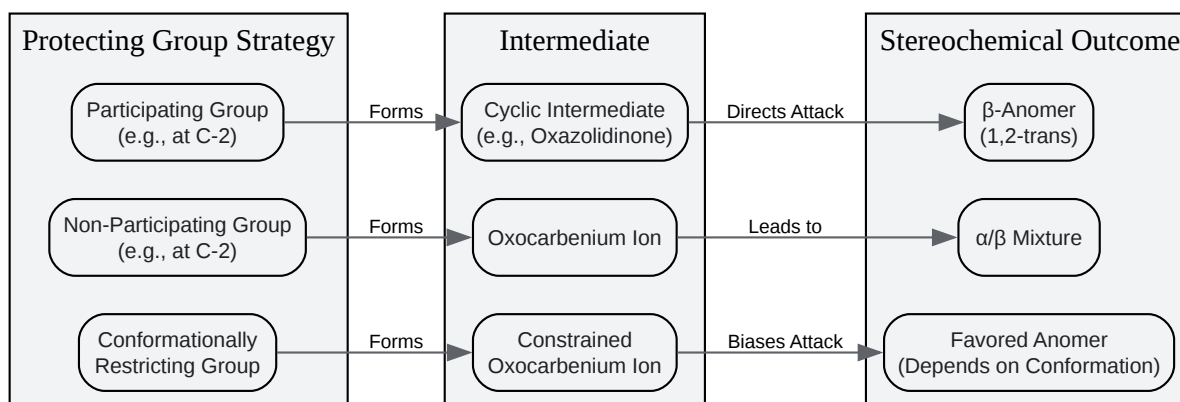 Protecting Group Strategy
Intermediate
Stereochemical Outcome
Participating Group
(e.g., at C-2)
Forms
Cyclic Intermediate
(e.g., Oxazolidinone)
Directs Attack
β-Anomer
(1,2-trans)
Non-Participating Group
(e.g., at C-2)
Forms
Oxocarbenium Ion
Leads to
α/β Mixture
Conformationally
Restricting Group
Forms
Constrained
Oxocarbenium Ion
Biases Attack
Favored Anomer
(Depends on Conformation)